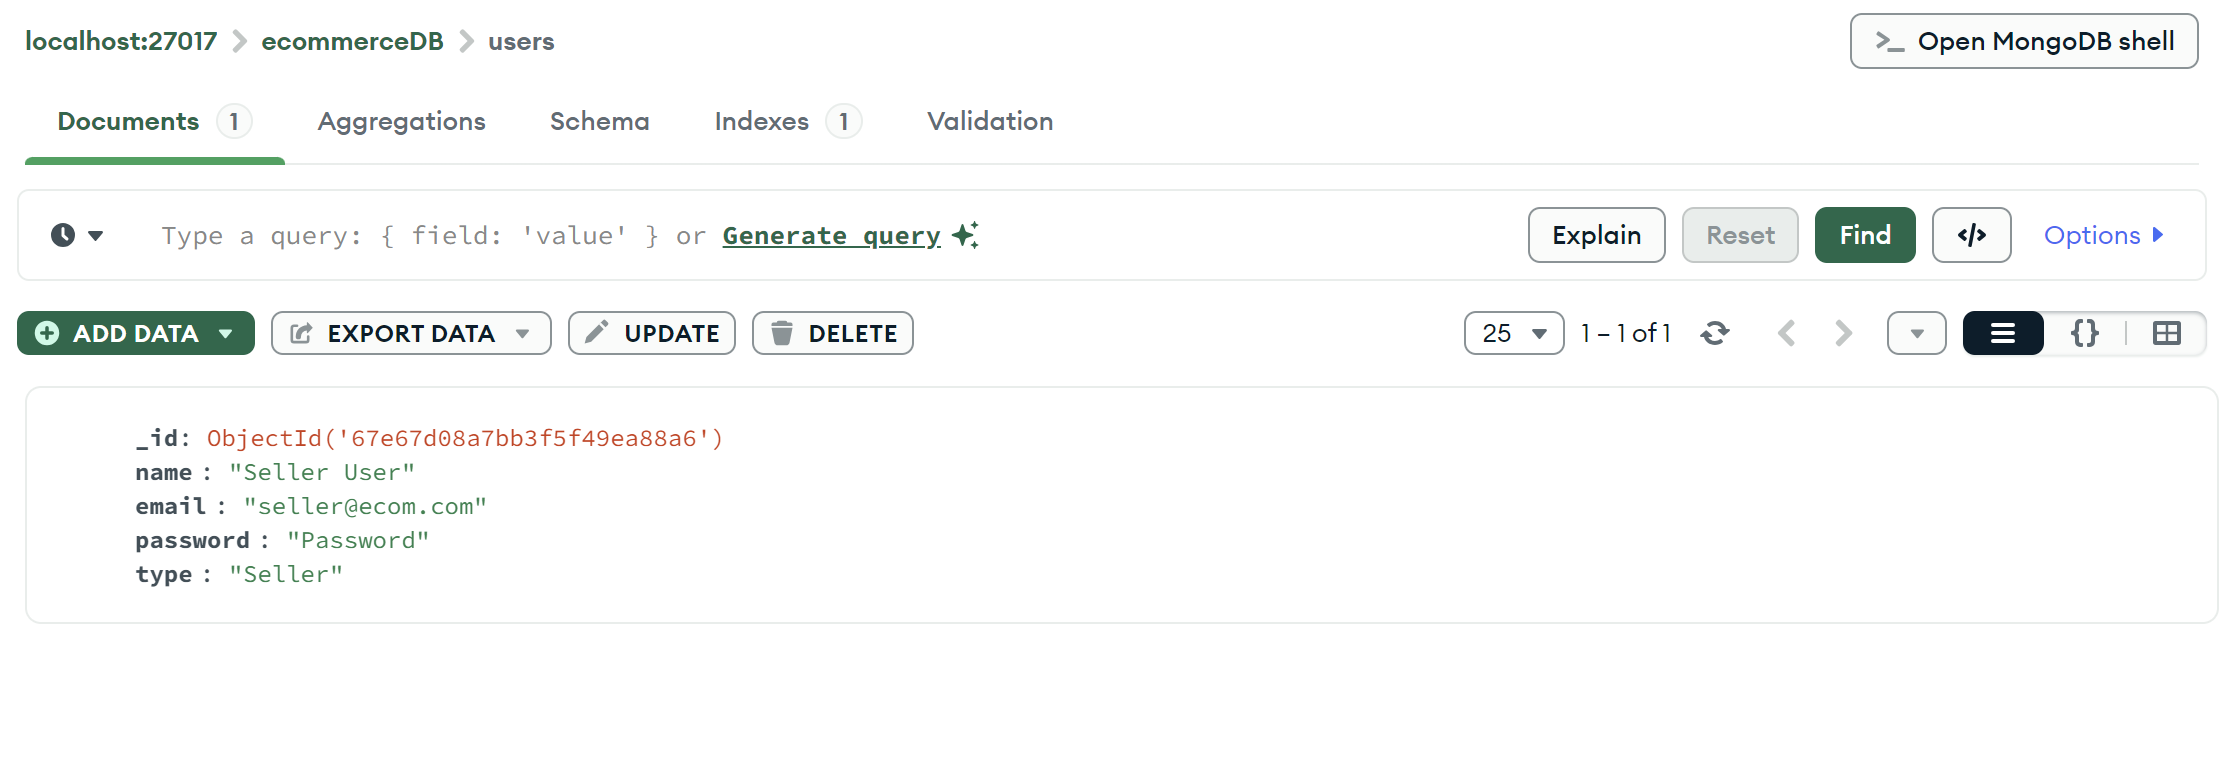 localhost:27017 ecommerceDB users
Open MongoDB shell
Documents 1 Aggregations Schema Indexes 1 Validation
Type a query: { field: 'value' } or Generate query
Explain Reset Find </> Options
ADD DATA EXPORT DATA UPDATE DELETE
25 1 – 1 of 1 {}
_id: ObjectId('67e67d08a7bb3f5f49ea88a6')
name : "Seller User"
email : "seller@ecom.com"
password : "Password"
type : "Seller"